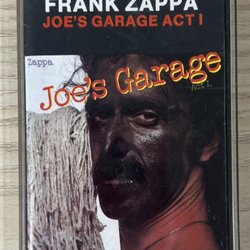 FRANK ZAPPA
JOE'S GARAGE ACT I
Zappa
Joe's Garage
Act I.